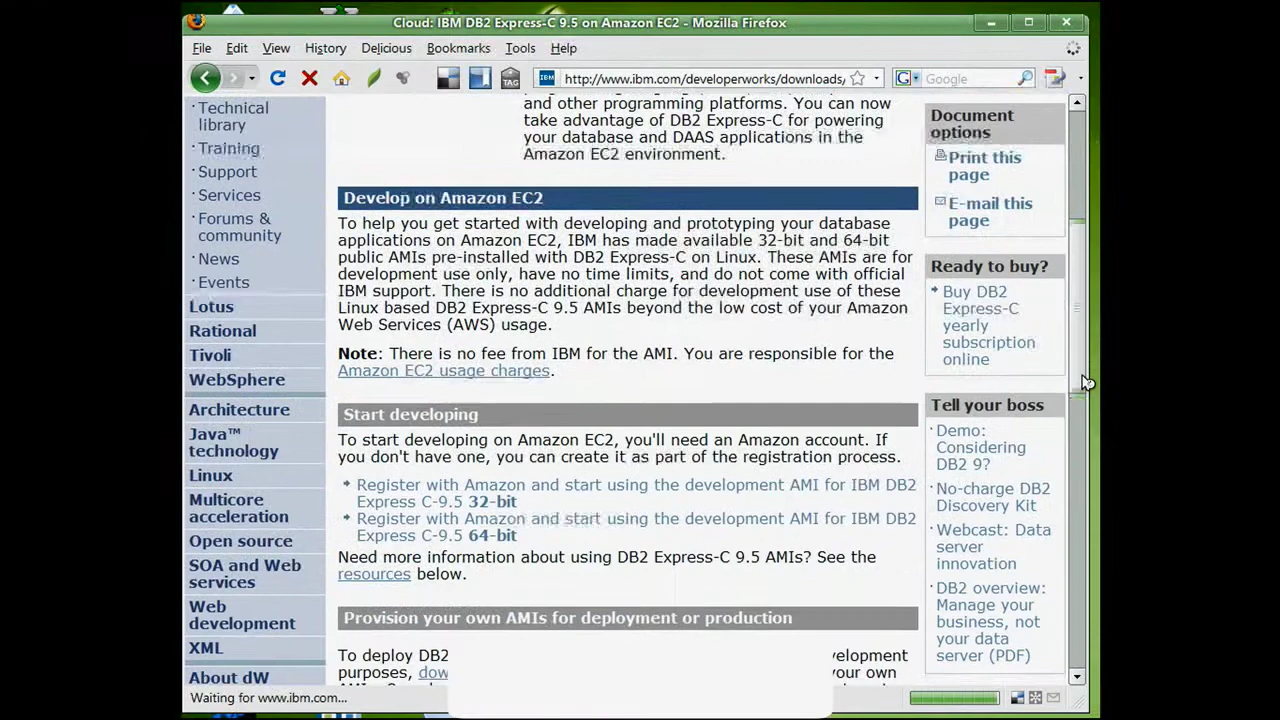 Cloud: IBM DB2 Express-C 9.5 on Amazon EC2 - Mozilla Firefox
File Edit View History Delicious Bookmarks Tools Help
http://www.ibm.com/developerworks/downloads/
Google
TAG
Technical
library
Training
Support
Services
Forums &
community
News
Events
Lotus
Rational
Tivoli
WebSphere
Architecture
Java™
technology
Linux
Multicore
acceleration
Open source
SOA and Web
services
Web
development
XML
About dW
and other programming platforms. You can now
take advantage of DB2 Express-C for powering
your database and DAAS applications in the
Amazon EC2 environment.
Develop on Amazon EC2
To help you get started with developing and prototyping your database
applications on Amazon EC2, IBM has made available 32-bit and 64-bit
public AMIs pre-installed with DB2 Express-C on Linux. These AMIs are for
development use only, have no time limits, and do not come with official
IBM support. There is no additional charge for development use of these
Linux based DB2 Express-C 9.5 AMIs beyond the low cost of your Amazon
Web Services (AWS) usage.
Note: There is no fee from IBM for the AMI. You are responsible for the
Amazon EC2 usage charges.
Start developing
To start developing on Amazon EC2, you'll need an Amazon account. If
you don't have one, you can create it as part of the registration process.
Register with Amazon and start using the development AMI for IBM DB2
Express C-9.5 32-bit
Register with Amazon and start using the development AMI for IBM DB2
Express C-9.5 64-bit
Need more information about using DB2 Express-C 9.5 AMIs? See the
resources below.
Provision your own AMIs for deployment or production
To deploy DB2
purposes,
your own
Document
options
Print this
page
E-mail this
page
Ready to buy?
Buy DB2
Express-C
yearly
subscription
online
Tell your boss
Demo:
Considering
DB2 9?
No-charge DB2
Discovery Kit
Webcast: Data
server
innovation
DB2 overview:
Manage your
business, not
your data
server (PDF)
Waiting for www.ibm.com...